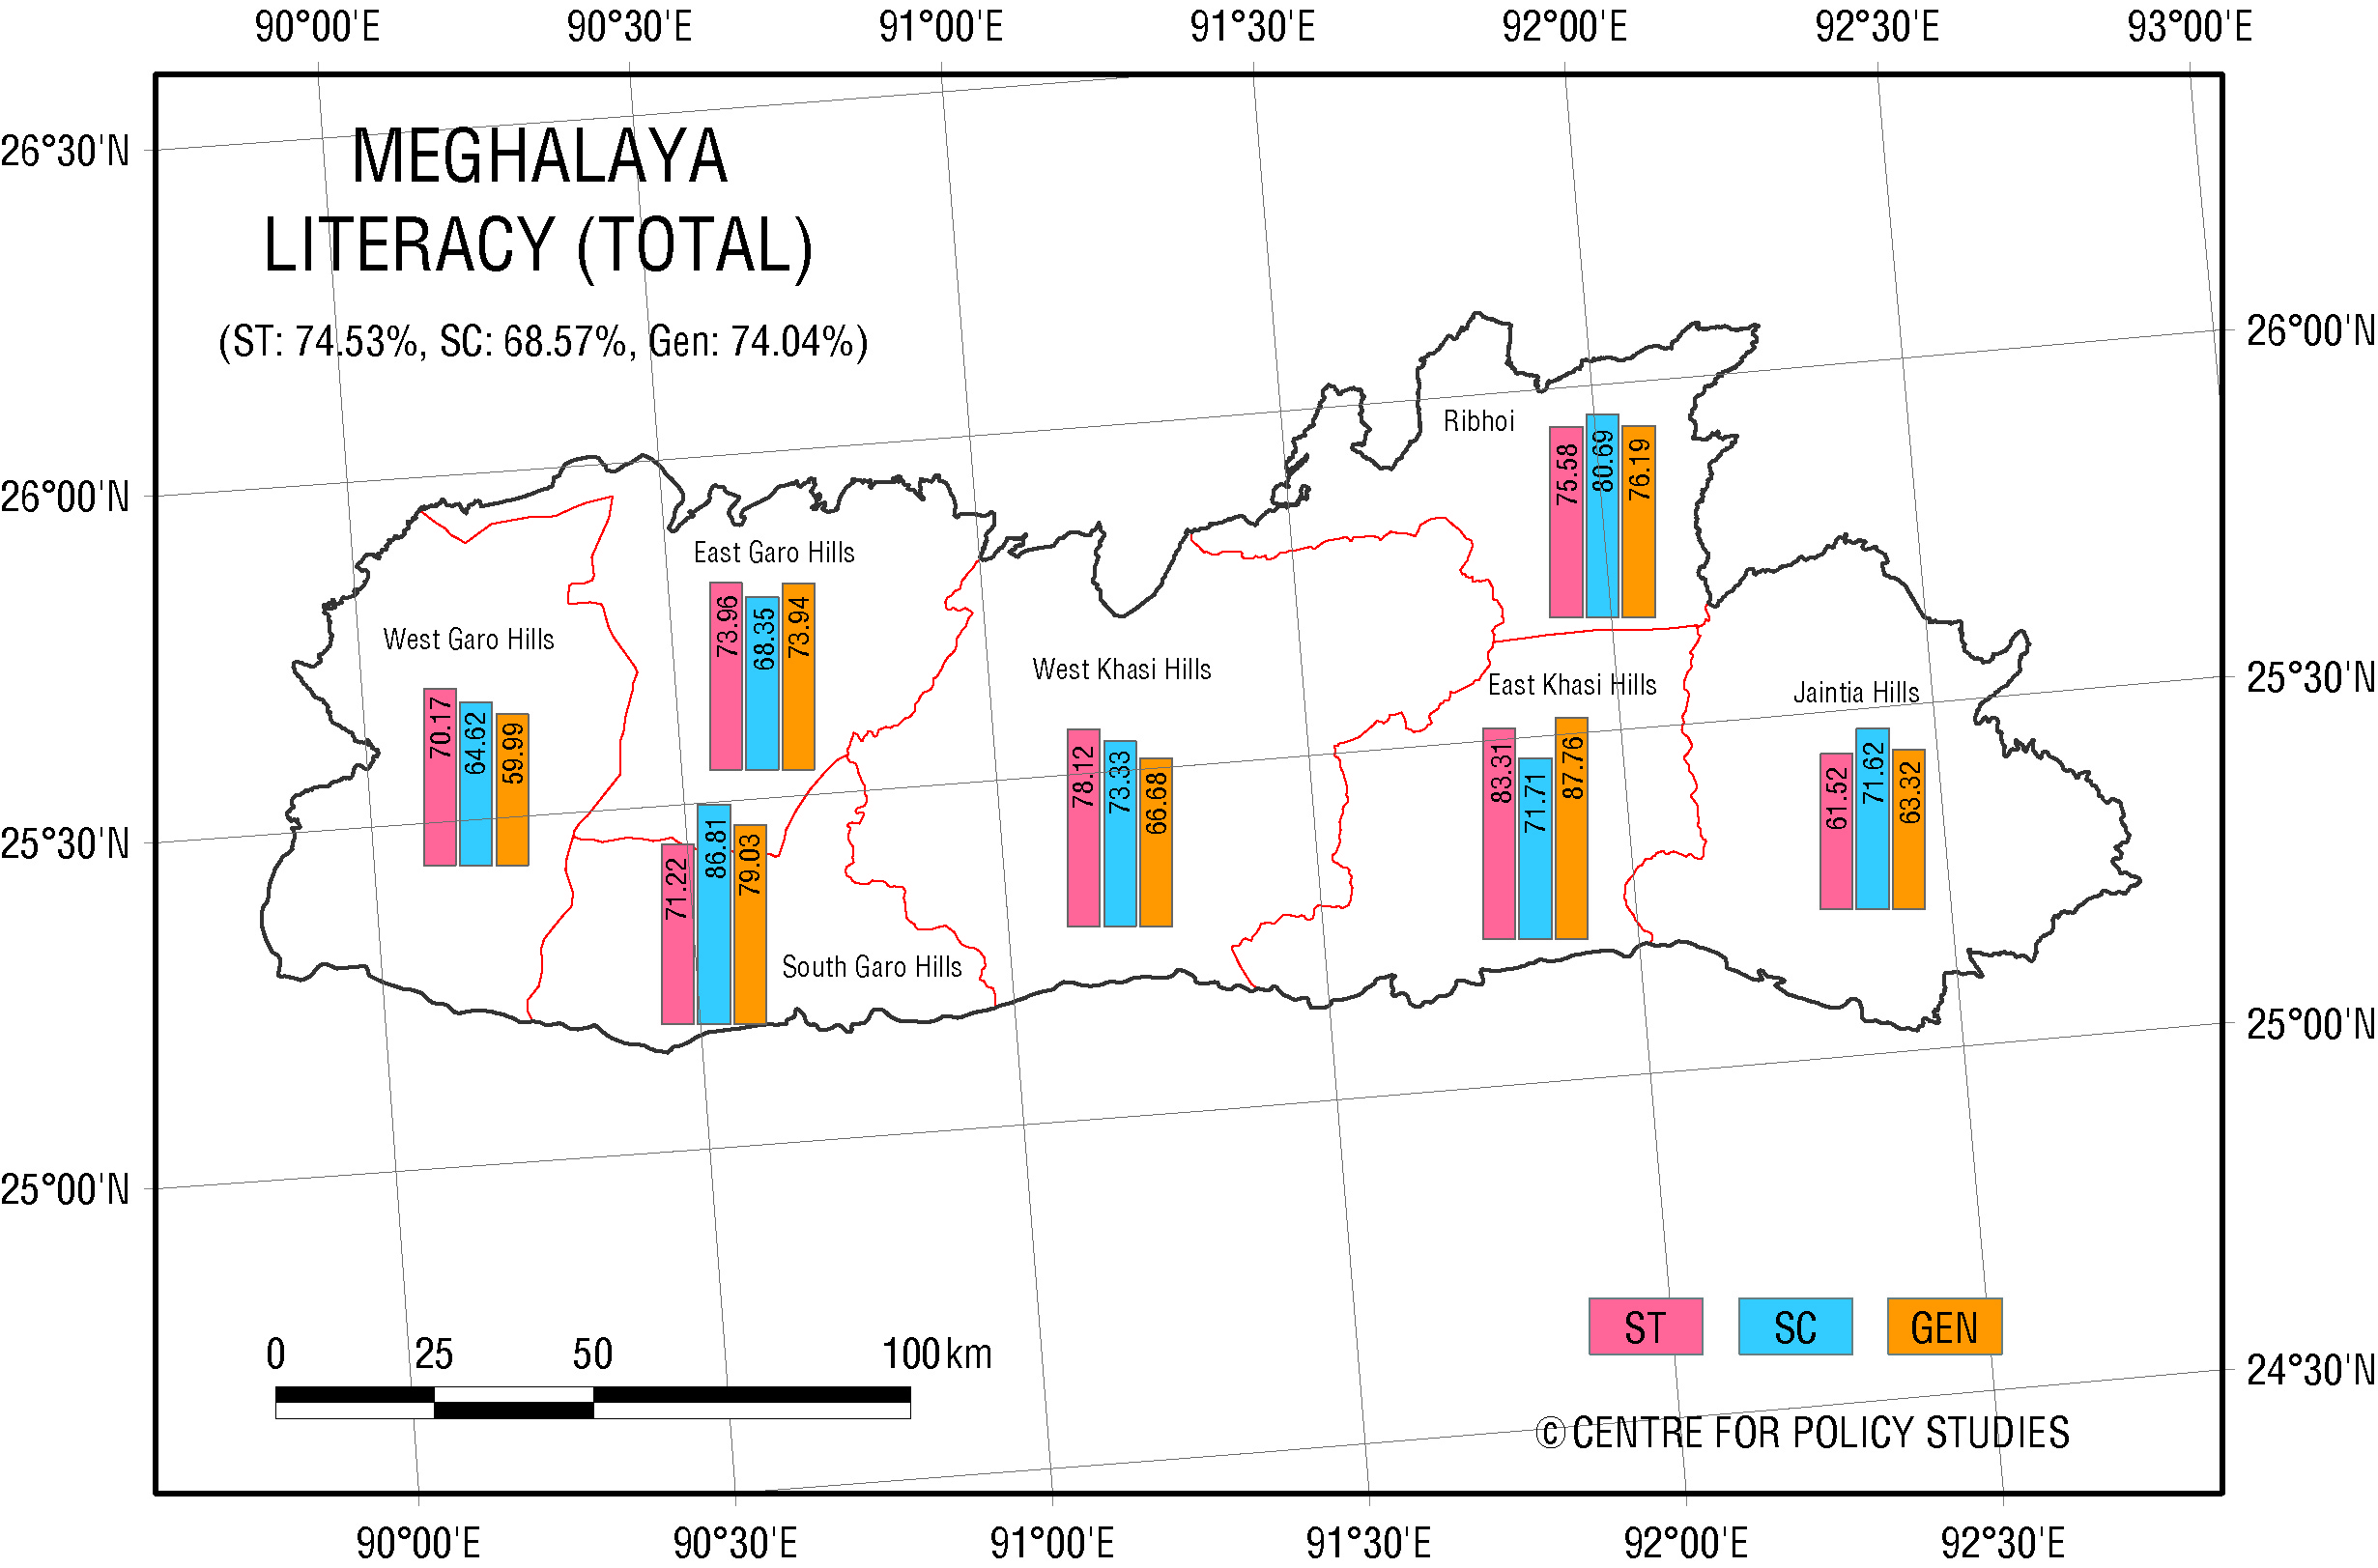 90°00'E 90°30'E 91°00'E 91°30'E 92°00'E 92°30'E 93°00'E
MEGHALAYA
LITERACY (TOTAL)
(ST: 74.53%, SC: 68.57%, Gen: 74.04%)
26°30'N
26°00'N
25°30'N
25°00'N
26°00'N
25°30'N
25°00'N
24°30'N
West Garo Hills
70.17 64.62 59.99
East Garo Hills
73.96 68.35 73.94
South Garo Hills
71.22 86.81 79.03
West Khasi Hills
78.12 73.33 66.68
Ribhoi
75.58 80.69 76.19
East Khasi Hills
83.31 71.71 87.76
Jaintia Hills
61.52 71.62 63.32
0 25 50 100 km
ST SC GEN
© CENTRE FOR POLICY STUDIES
90°00'E 90°30'E 91°00'E 91°30'E 92°00'E 92°30'E